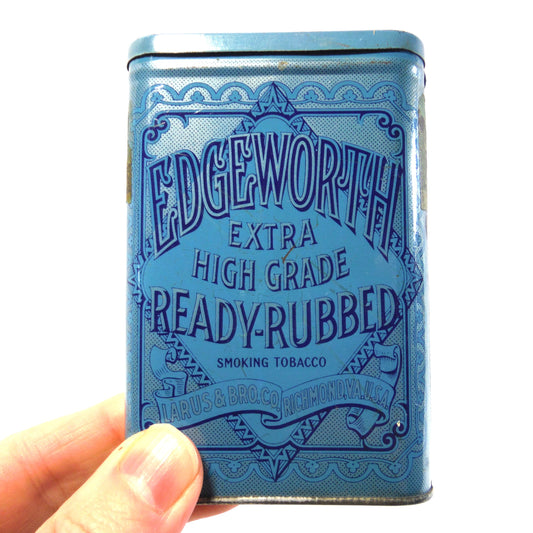 EDGEWORTH
EXTRA
HIGH GRADE
READY-RUBBED
SMOKING TOBACCO
LARUS & BRO. CO. RICHMOND, VA. U.S.A.